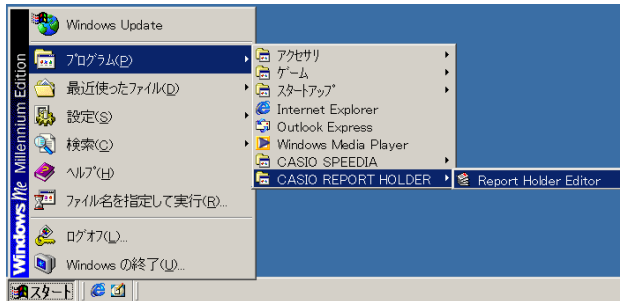 Windows Me Millennium Edition
Windows Update
プログラム(P)
最近使ったファイル(D)
設定(S)
検索(C)
ヘルプ(H)
ファイル名を指定して実行(R)...
ログオフ(L)...
Windows の終了(U)...
アクセサリ
ゲーム
スタートアップ
Internet Explorer
Outlook Express
Windows Media Player
CASIO SPEEDIA
CASIO REPORT HOLDER
Report Holder Editor
スタート